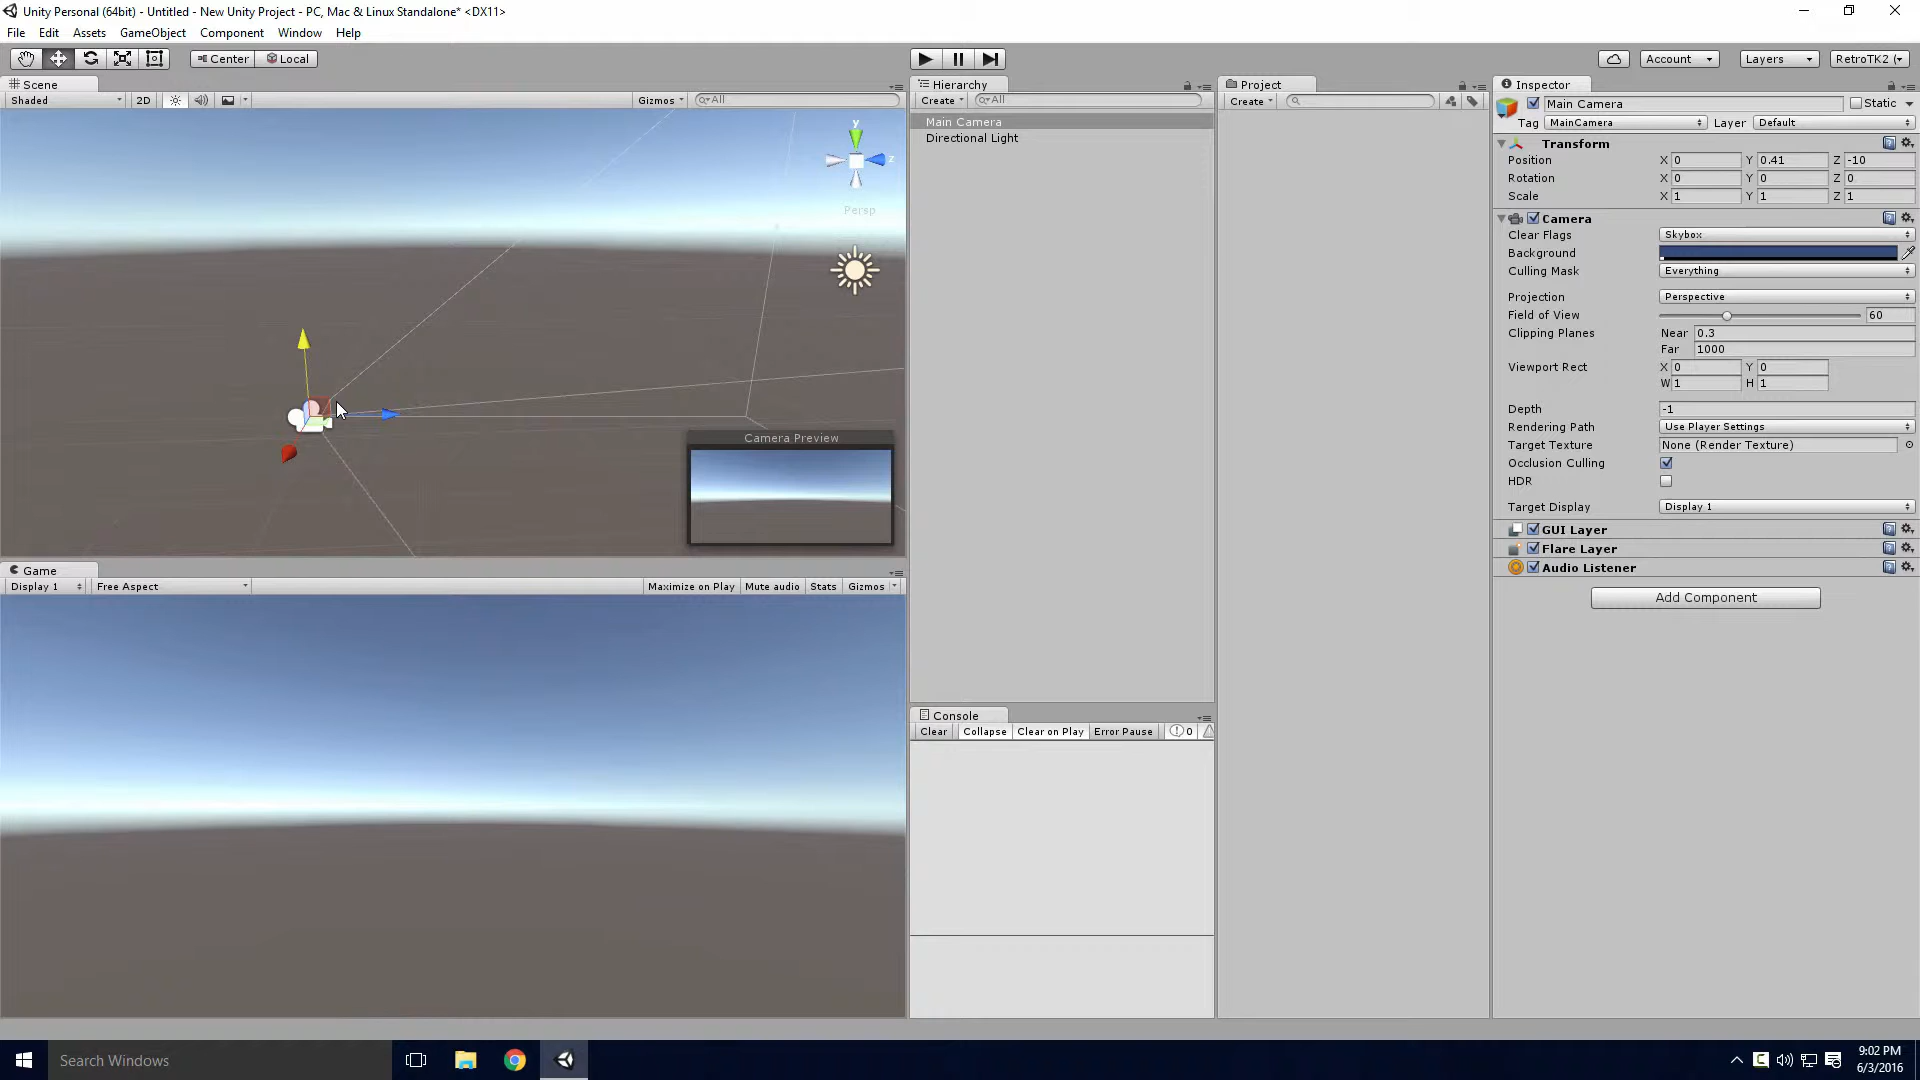 Unity Personal (64bit) - Untitled - New Unity Project - PC, Mac & Linux Standalone* <DX11>
File Edit Assets GameObject Component Window Help
Center Local Account Layers RetroTK2 (
Scene
Shaded 2D Gizmos All
y
z
Persp
Camera Preview
Game
Display 1 Free Aspect Maximize on Play Mute audio Stats Gizmos
Hierarchy
Create All
Main Camera
Directional Light
Console
Clear Collapse Clear on Play Error Pause 0
Project
Create
Inspector
Main Camera Static
Tag MainCamera Layer Default
Transform
Position X 0 Y 0.41 Z -10
Rotation X 0 Y 0 Z 0
Scale X 1 Y 1 Z 1
Camera
Clear Flags Skybox
Background
Culling Mask Everything
Projection Perspective
Field of View 60
Clipping Planes Near 0.3
Far 1000
Viewport Rect X 0 Y 0
W 1 H 1
Depth -1
Rendering Path Use Player Settings
Target Texture None (Render Texture)
Occlusion Culling
HDR
Target Display Display 1
GUI Layer
Flare Layer
Audio Listener
Add Component
Search Windows
9:02 PM
6/3/2016